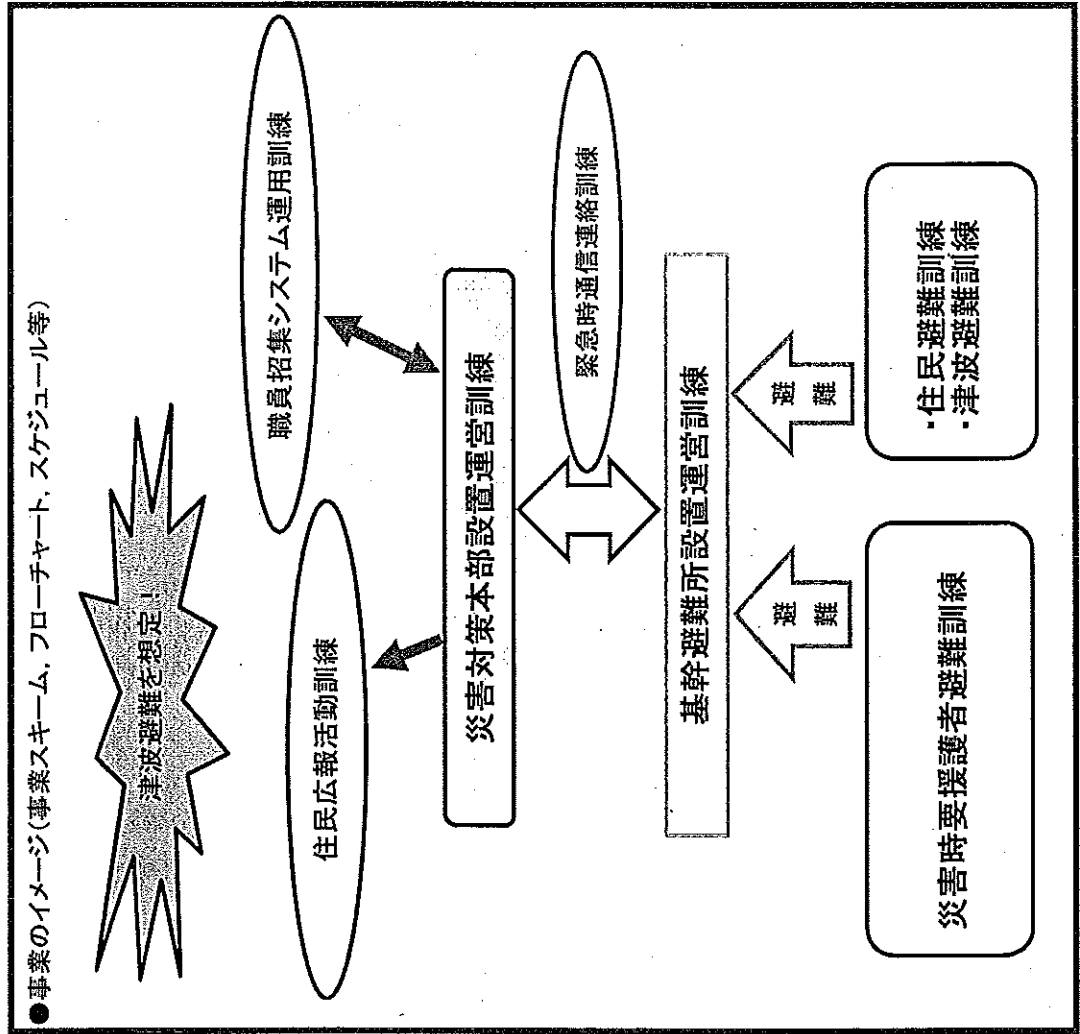 ●事業のイメージ(事業スキーム, フローチャート, スケジュール等)
津波避難を想定!
住民広報活動訓練
職員招集システム運用訓練
災害対策本部設置運営訓練
緊急時通信連絡訓練
基幹避難所設置運営訓練
避
難
避
難
災害時要援護者避難訓練
・住民避難訓練
・津波避難訓練